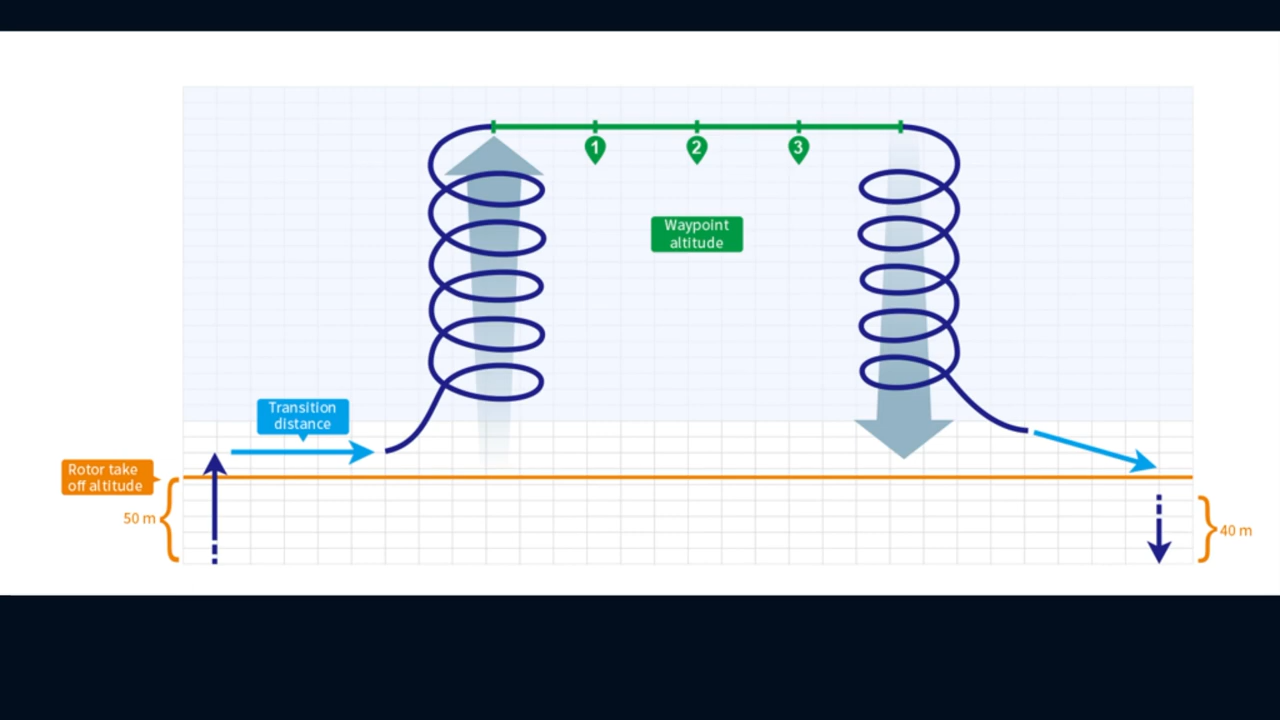 1
2
3
Waypoint
altitude
Transition
distance
Rotor take
off altitude
50 m
40 m